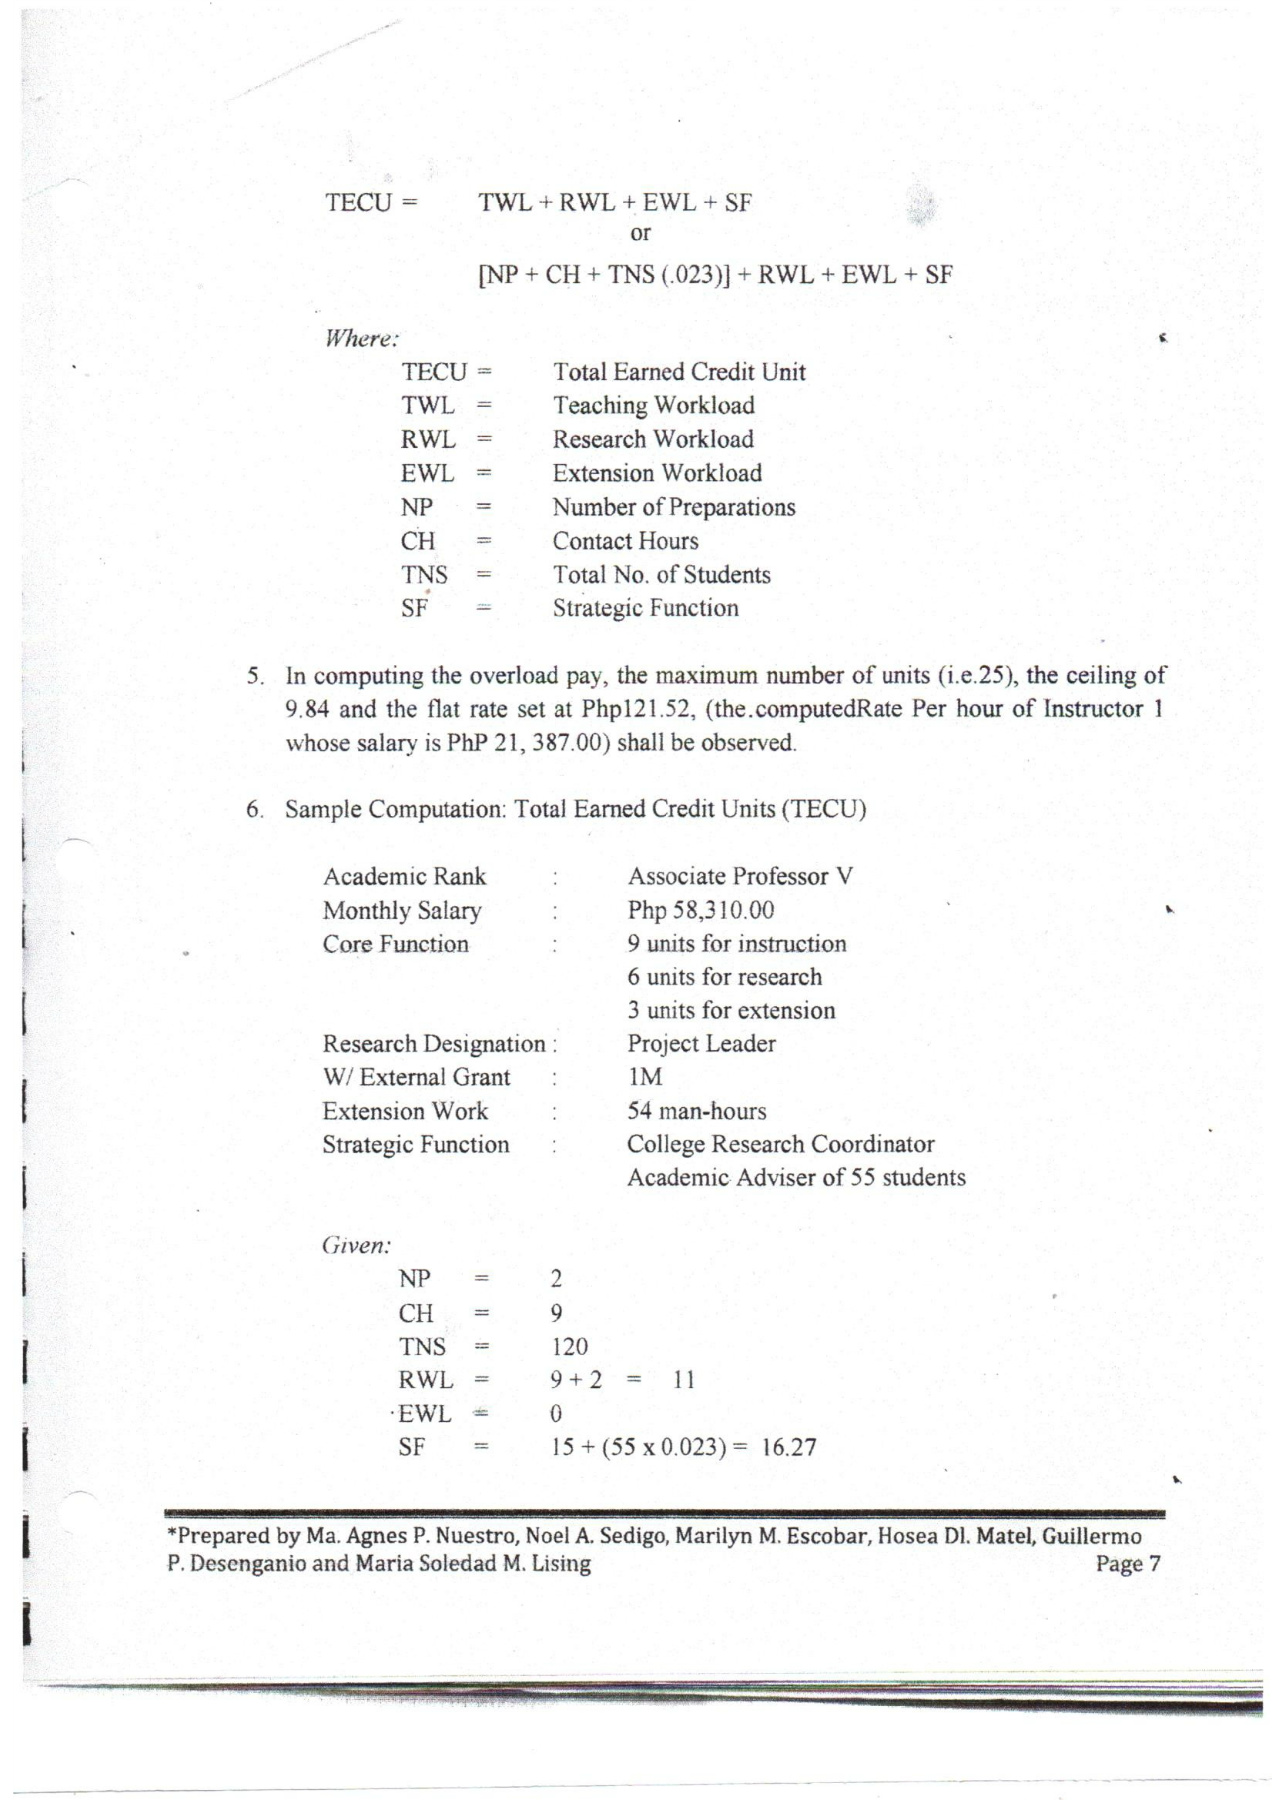 TECU = TWL + RWL + EWL + SF
or
[NP + CH + TNS (.023)] + RWL + EWL + SF
Where:
TECU = Total Earned Credit Unit
TWL = Teaching Workload
RWL = Research Workload
EWL = Extension Workload
NP = Number of Preparations
CH = Contact Hours
TNS = Total No. of Students
SF = Strategic Function
5. In computing the overload pay, the maximum number of units (i.e.25), the ceiling of
9.84 and the flat rate set at Php121.52, (the.computedRate Per hour of Instructor 1
whose salary is PhP 21, 387.00) shall be observed.
6. Sample Computation: Total Earned Credit Units (TECU)
Academic Rank : Associate Professor V
Monthly Salary : Php 58,310.00
Core Function : 9 units for instruction
6 units for research
3 units for extension
Research Designation : Project Leader
W/ External Grant : 1M
Extension Work : 54 man-hours
Strategic Function : College Research Coordinator
Academic Adviser of 55 students
Given:
NP = 2
CH = 9
TNS = 120
RWL = 9 + 2 = 11
EWL = 0
SF = 15 + (55 x 0.023) = 16.27
*Prepared by Ma. Agnes P. Nuestro, Noel A. Sedigo, Marilyn M. Escobar, Hosea Dl. Matel, Guillermo
P. Desenganio and Maria Soledad M. Lising Page 7